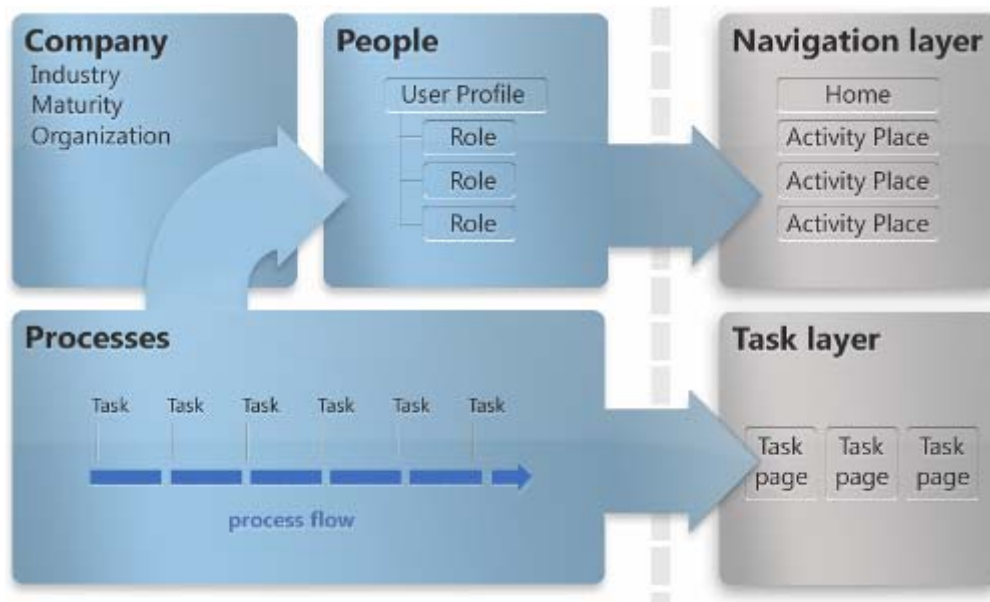 Company
Industry
Maturity
Organization
People
User Profile
Role
Role
Role
Navigation layer
Home
Activity Place
Activity Place
Activity Place
Processes
Task Task Task Task Task Task
process flow
Task layer
Task page
Task page
Task page